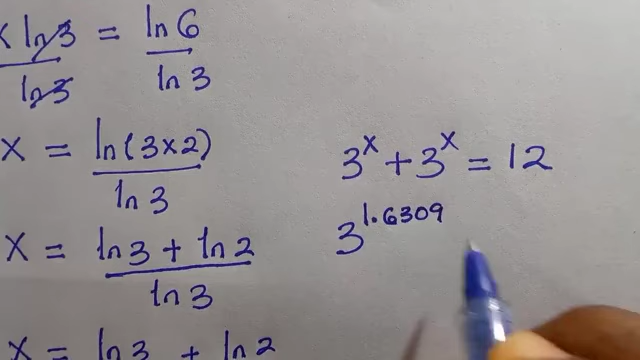 x ln 3 = ln 6
ln 3 ln 3
x = ln(3×2)
ln 3
x = ln 3 + ln 2
ln 3
x = ln 3 + ln 2
3^x + 3^x = 12
3^1.6309